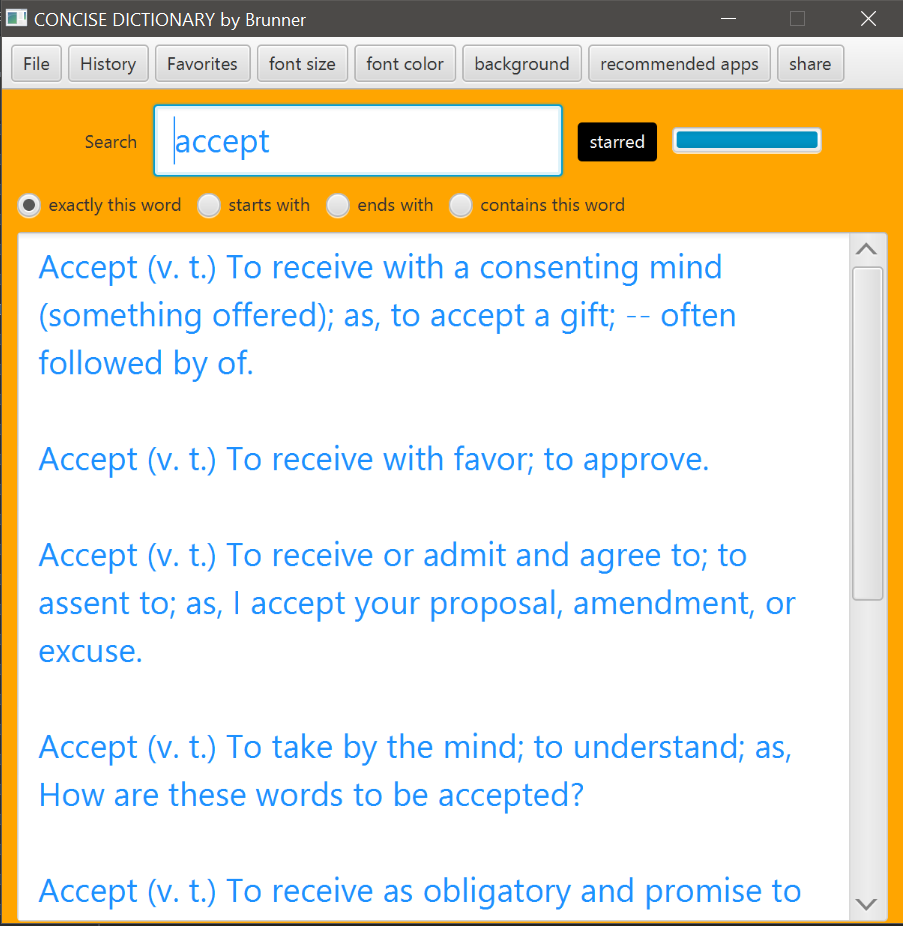 CONCISE DICTIONARY by Brunner
File History Favorites font size font color background recommended apps share
Search accept starred
exactly this word starts with ends with contains this word
Accept (v. t.) To receive with a consenting mind
(something offered); as, to accept a gift; -- often
followed by of.
Accept (v. t.) To receive with favor; to approve.
Accept (v. t.) To receive or admit and agree to; to
assent to; as, I accept your proposal, amendment, or
excuse.
Accept (v. t.) To take by the mind; to understand; as,
How are these words to be accepted?
Accept (v. t.) To receive as obligatory and promise to